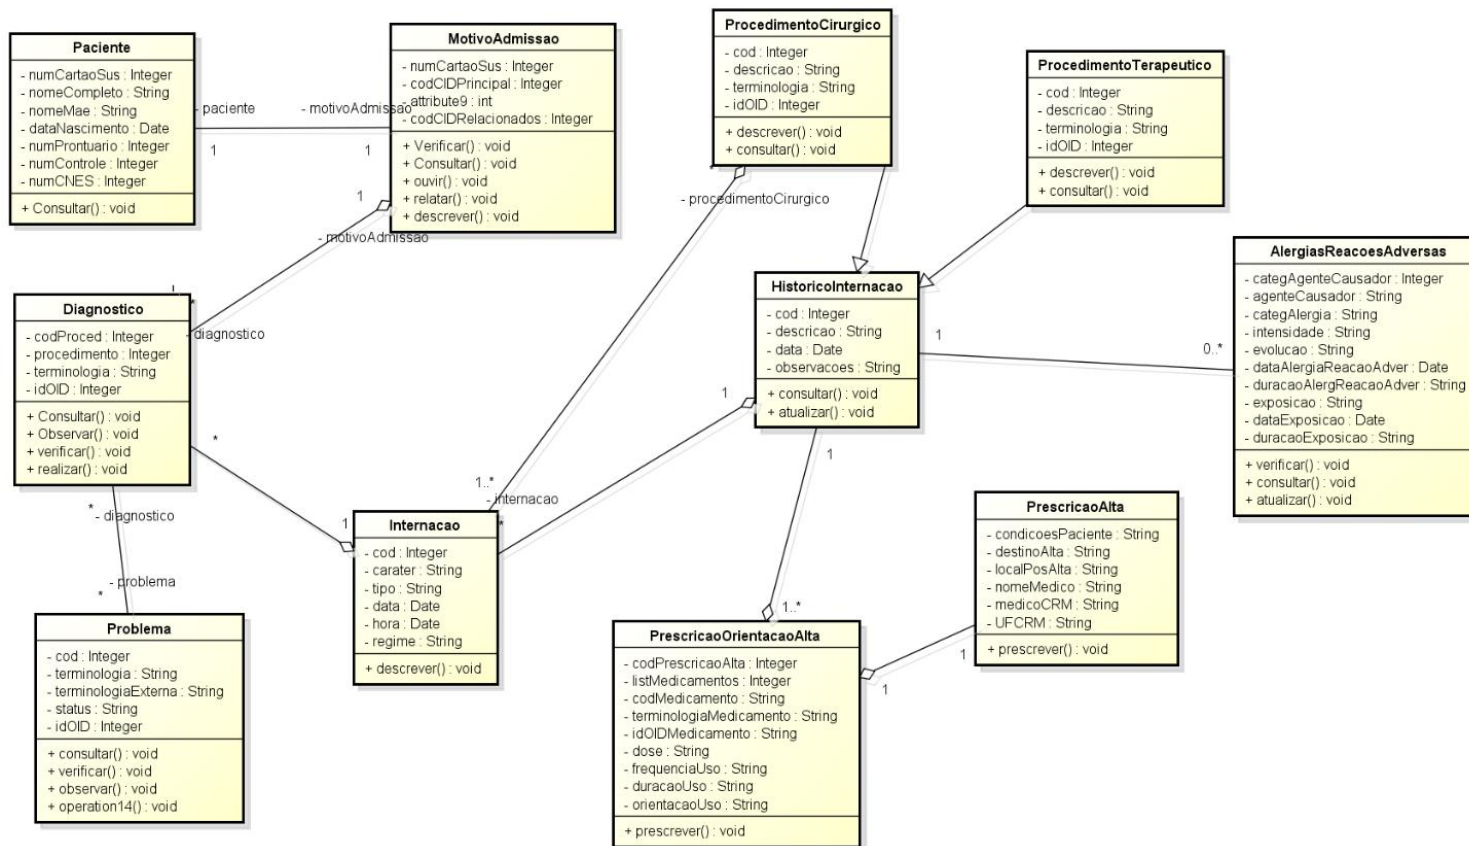 Paciente
- numCartaoSus : Integer
- nomeCompleto : String
- nomeMae : String
- dataNascimento : Date
- numProntuario : Integer
- numControle : Integer
- numCNES : Integer
+ Consultar() : void
- paciente
1
- motivoAdmissão
1
MotivoAdmissao
- numCartaoSus : Integer
- codCIDPrincipal : Integer
- attribute9 : int
- codCIDRelacionados : Integer
+ Verificar() : void
+ Consultar() : void
+ ouvir() : void
+ relatar() : void
+ descrever() : void
1
- motivoAdmissão
ProcedimentoCirurgico
- cod : Integer
- descricao : String
- terminologia : String
- idOID : Integer
+ descrever() : void
+ consultar() : void
*
- procedimentoCirurgico
ProcedimentoTerapeutico
- cod : Integer
- descricao : String
- terminologia : String
- idOID : Integer
+ descrever() : void
+ consultar() : void
AlergiasReacoesAdversas
- categAgenteCausador : Integer
- agenteCausador : String
- categAlergia : String
- intensidade : String
- evolucao : String
- dataAlergiaReacaoAdver : Date
- duracaoAlergReacaoAdver : String
- exposicao : String
- dataExposicao : Date
- duracaoExposicao : String
+ verificar() : void
+ consultar() : void
+ atualizar() : void
HistoricoInternacao
- cod : Integer
- descricao : String
- data : Date
- observacoes : String
+ consultar() : void
+ atualizar() : void
1
0..*
1
1
Diagnostico
- codProced : Integer
- procedimento : Integer
- terminologia : String
- idOID : Integer
+ Consultar() : void
+ Observar() : void
+ verificar() : void
+ realizar() : void
*
- diagnostico
*
*
- diagnostico
- problema
*
1
1..*
- internacao
*
Internacao
- cod : Integer
- carater : String
- tipo : String
- data : Date
- hora : Date
- regime : String
+ descrever() : void
Problema
- cod : Integer
- terminologia : String
- terminologiaExterna : String
- status : String
- idOID : Integer
+ consultar() : void
+ verificar() : void
+ observar() : void
+ operation14() : void
1..*
PrescricaoOrientacaoAlta
- codPrescricaoAlta : Integer
- listMedicamentos : Integer
- codMedicamento : String
- terminologiaMedicamento : String
- idOIDMedicamento : String
- dose : String
- frequenciaUso : String
- duracaoUso : String
- orientacaoUso : String
+ prescrever() : void
1
1
PrescricaoAlta
- condicoesPaciente : String
- destinoAlta : String
- localPosAlta : String
- nomeMedico : String
- medicoCRM : String
- UFCRM : String
+ prescrever() : void